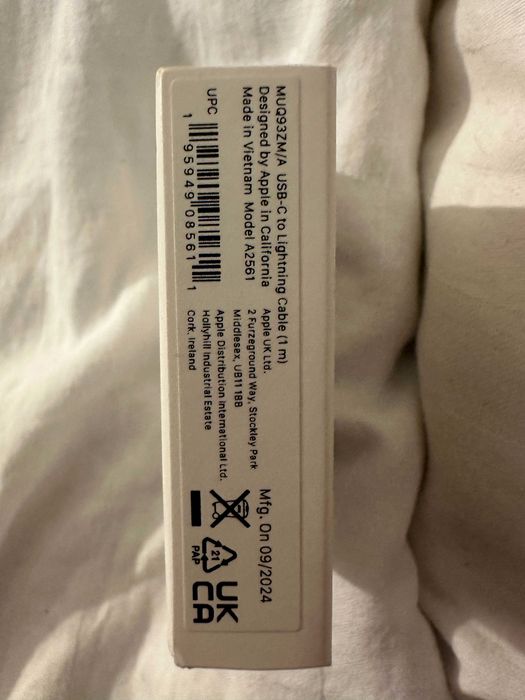 MUQ93ZM/A USB-C to Lightning Cable (1 m)
Designed by Apple in California
Made in Vietnam Model A2561
UPC
1 95949 08561 1
Apple UK Ltd.
2 Furzeground Way, Stockley Park
Middlesex, UB11 1BB
Apple Distribution International Ltd.
Hollyhill Industrial Estate
Cork, Ireland
Mfg. On 09/2024
21
PAP
UK
CA